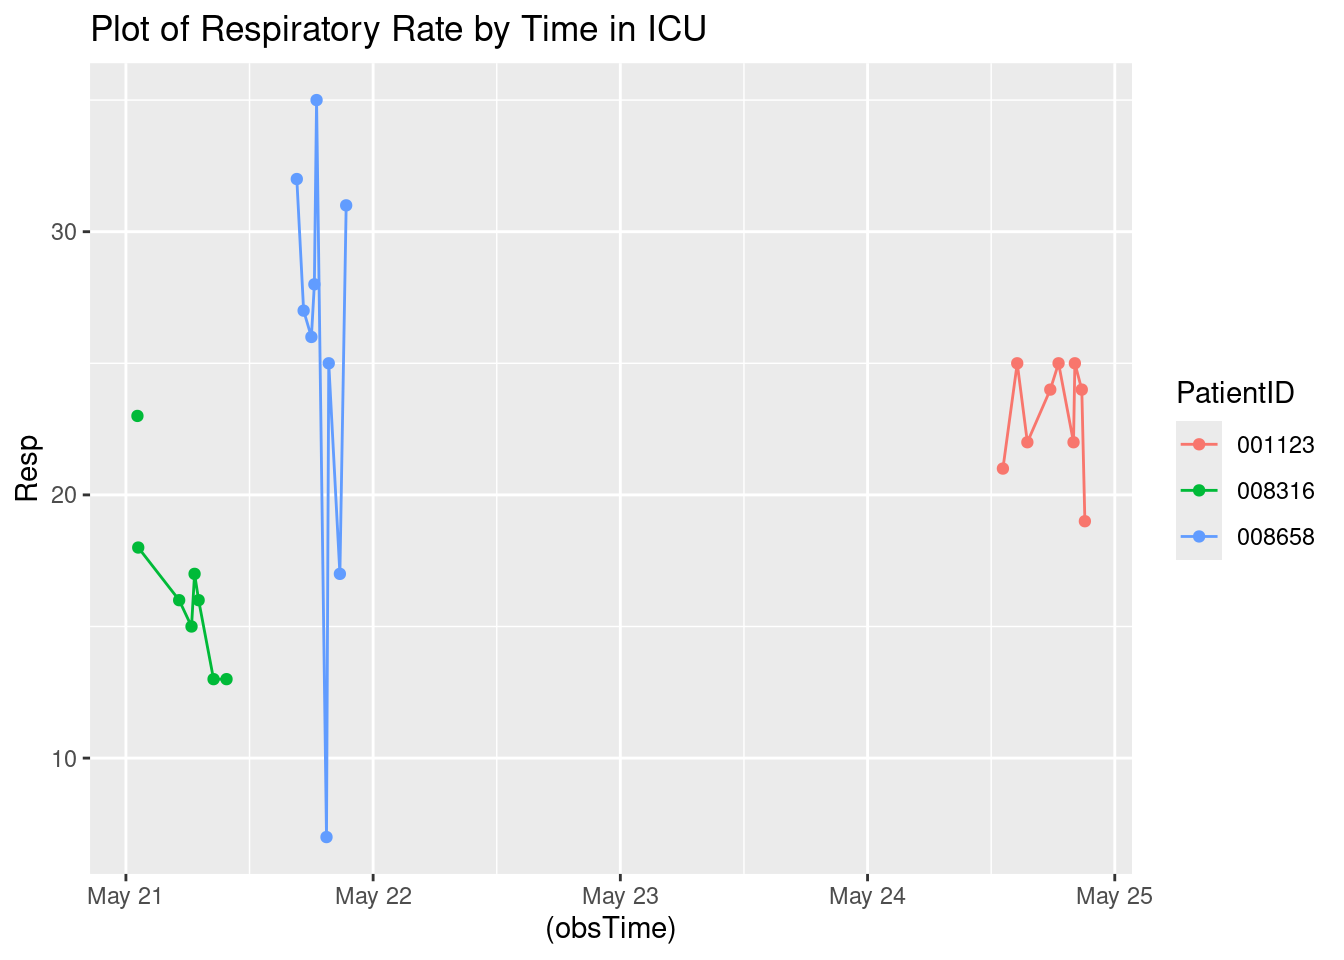 Plot of Respiratory Rate by Time in ICU
Resp
30
20
10
May 21
May 22
May 23
May 24
May 25
(obsTime)
PatientID
001123
008316
008658